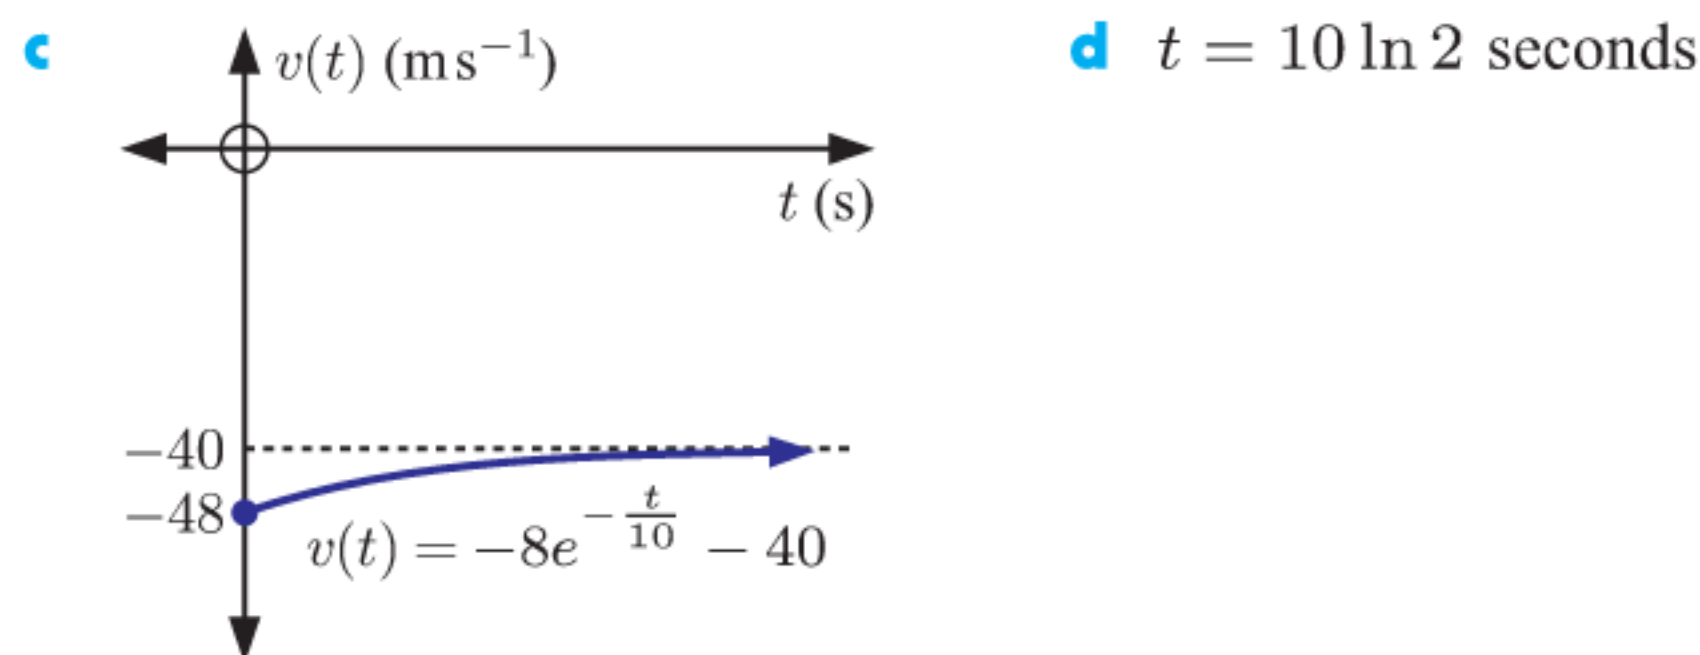 c
v(t) (m s⁻¹)
t (s)
−40
−48
v(t) = −8e^(−t/10) − 40
d t = 10 ln 2 seconds